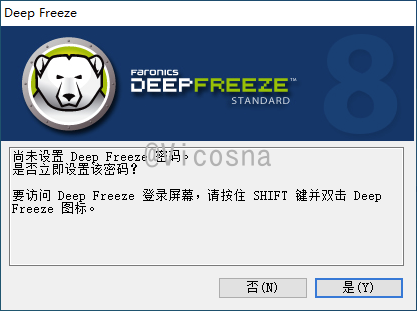 Deep Freeze
8
FARONICS
DEEPFREEZE™
STANDARD
尚未设置 Deep Freeze 密码。
是否立即设置该密码?
@Vicosna
要访问 Deep Freeze 登录屏幕，请按住 SHIFT 键并双击 Deep
Freeze 图标。
否(N)
是(Y)